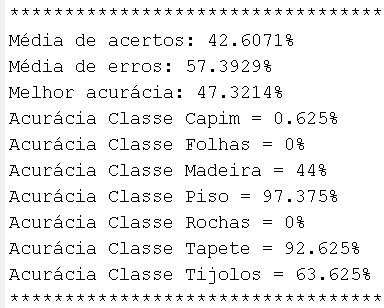 ***********************************
Média de acertos: 42.6071%
Média de erros: 57.3929%
Melhor acurácia: 47.3214%
Acurácia Classe Capim = 0.625%
Acurácia Classe Folhas = 0%
Acurácia Classe Madeira = 44%
Acurácia Classe Piso = 97.375%
Acurácia Classe Rochas = 0%
Acurácia Classe Tapete = 92.625%
Acurácia Classe Tijolos = 63.625%
***********************************